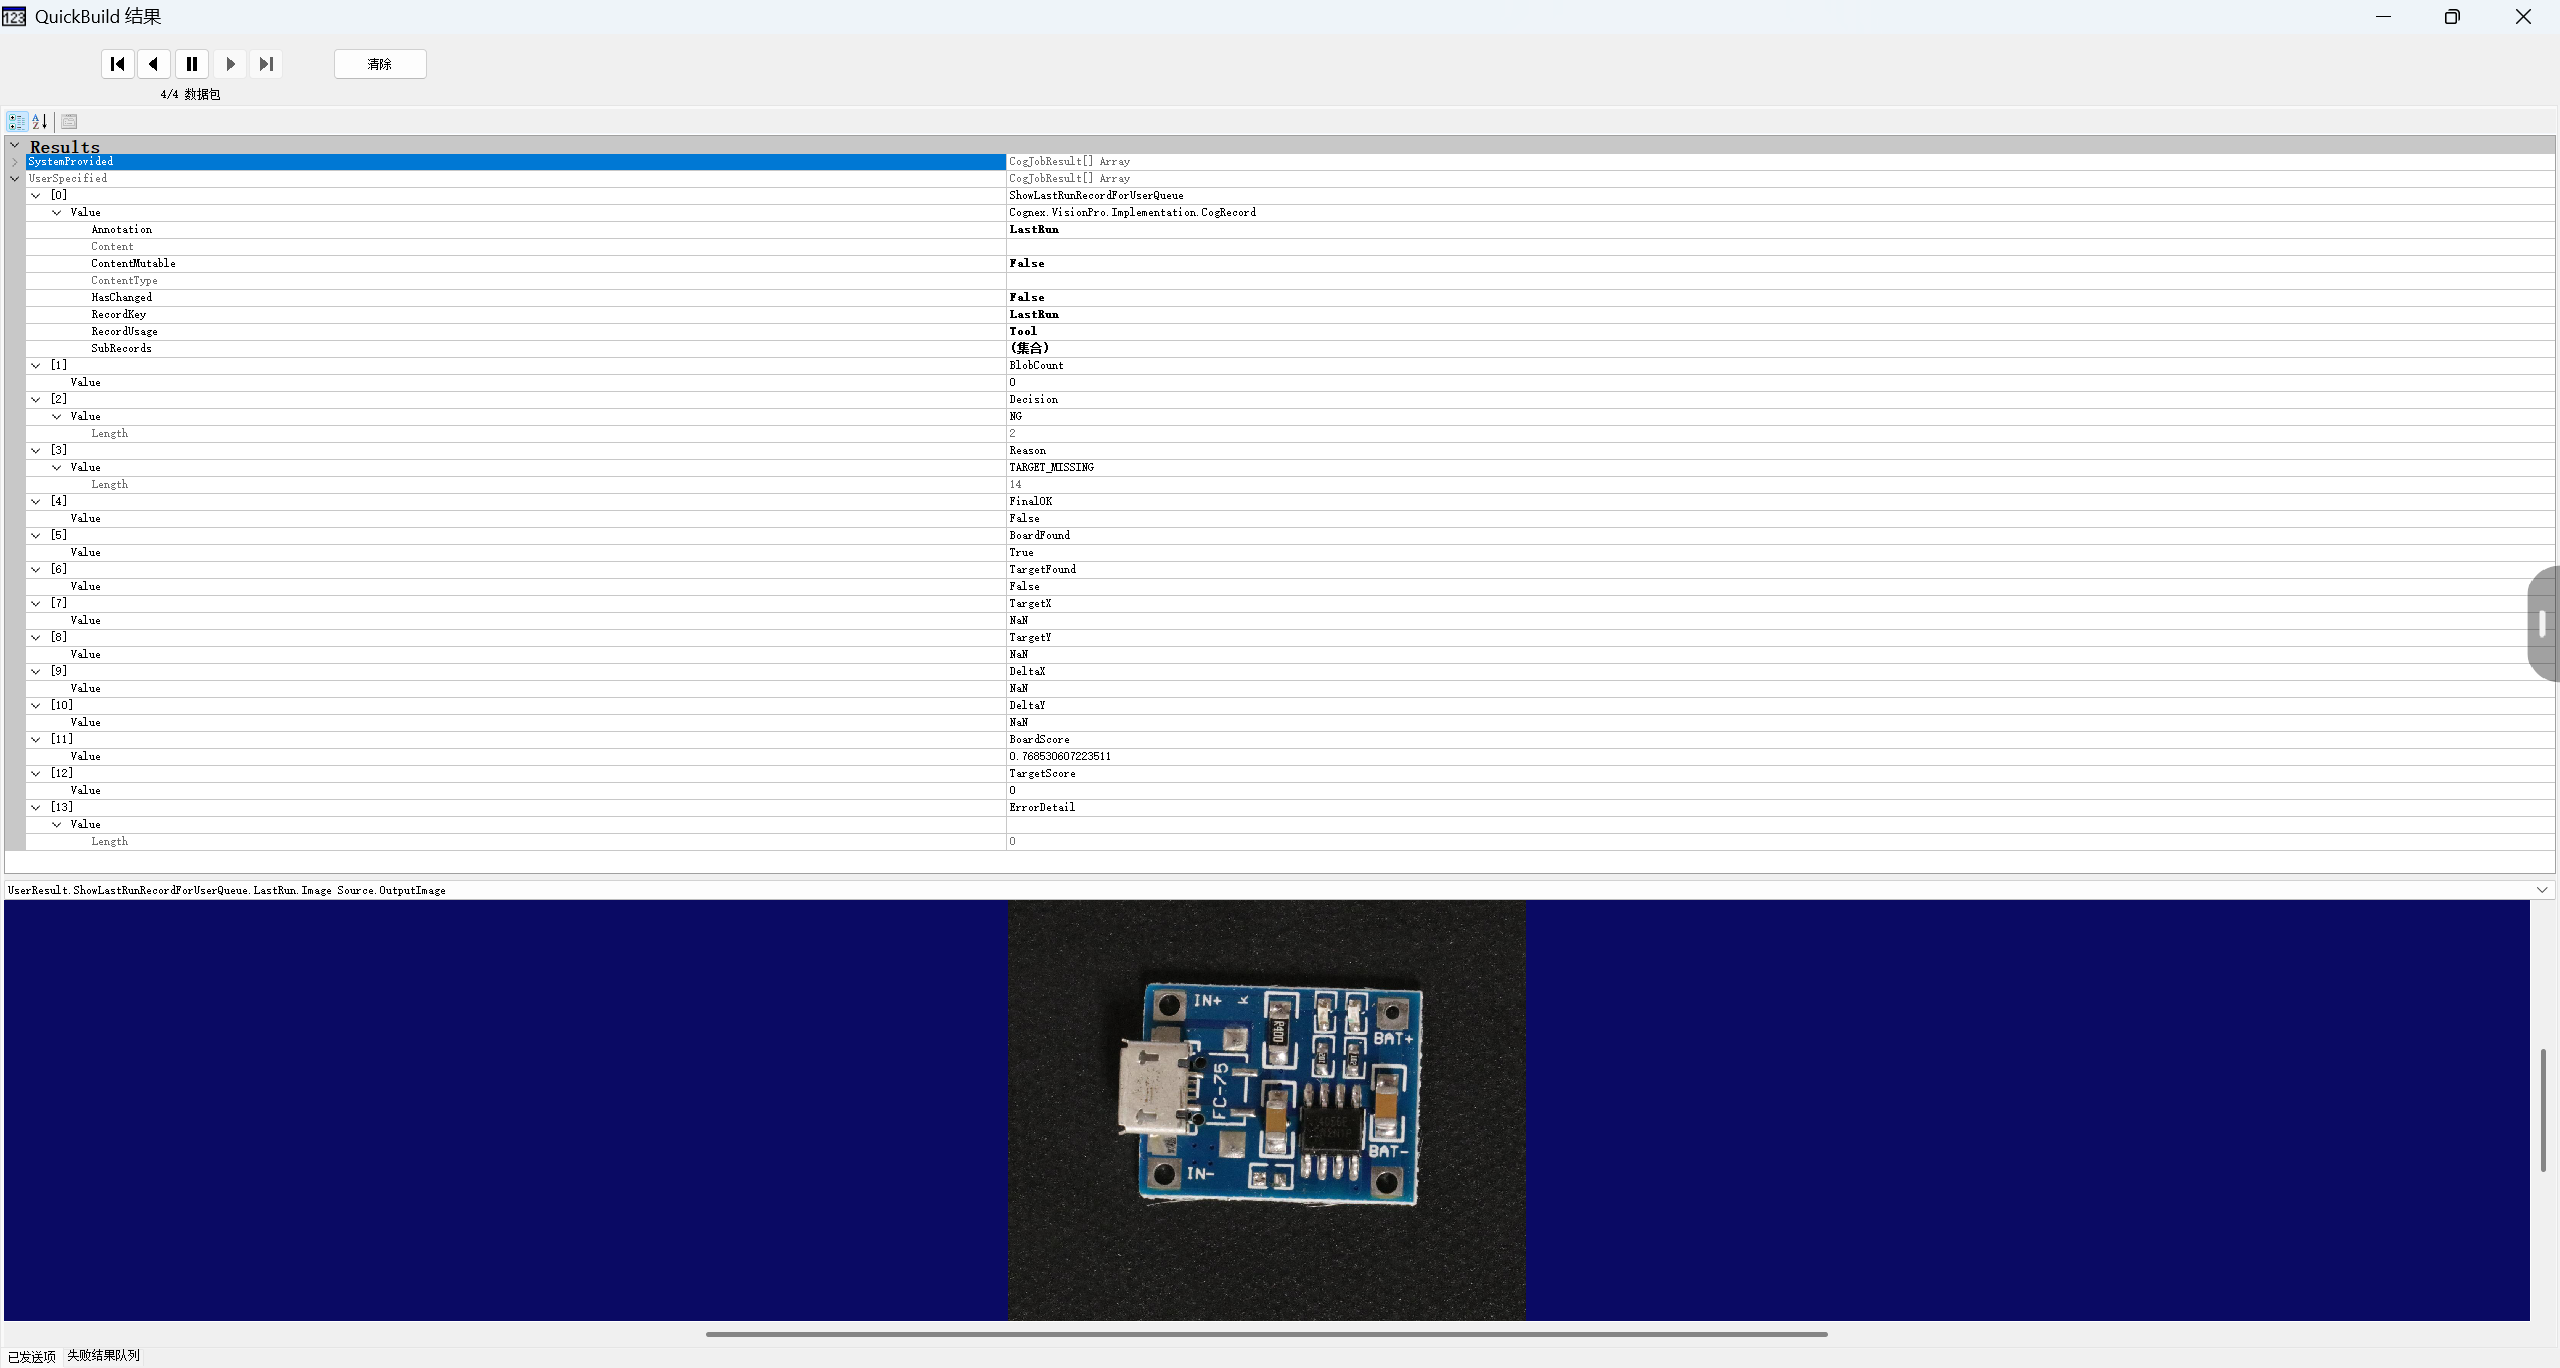 QuickBuild 结果
清除
4/4 数据包
Results
SystemProvided CogJobResult[] Array
UserSpecified CogJobResult[] Array
[0] ShowLastRunRecordForUserQueue
Value Cognex.VisionPro.Implementation.CogRecord
Annotation LastRun
Content
ContentMutable False
ContentType
HasChanged False
RecordKey LastRun
RecordUsage Tool
SubRecords (集合)
[1] BlobCount
Value 0
[2] Decision
Value NG
Length 2
[3] Reason
Value TARGET_MISSING
Length 14
[4] FinalOK
Value False
[5] BoardFound
Value True
[6] TargetFound
Value False
[7] TargetX
Value NaN
[8] TargetY
Value NaN
[9] DeltaX
Value NaN
[10] DeltaY
Value NaN
[11] BoardScore
Value 0.768530607223511
[12] TargetScore
Value 0
[13] ErrorDetail
Value
Length 0
UserResult.ShowLastRunRecordForUserQueue.LastRun.Image Source.OutputImage
IN+
K
R400
BAT+
FC-75
BAT-
IN-
已发送项 失败结果队列